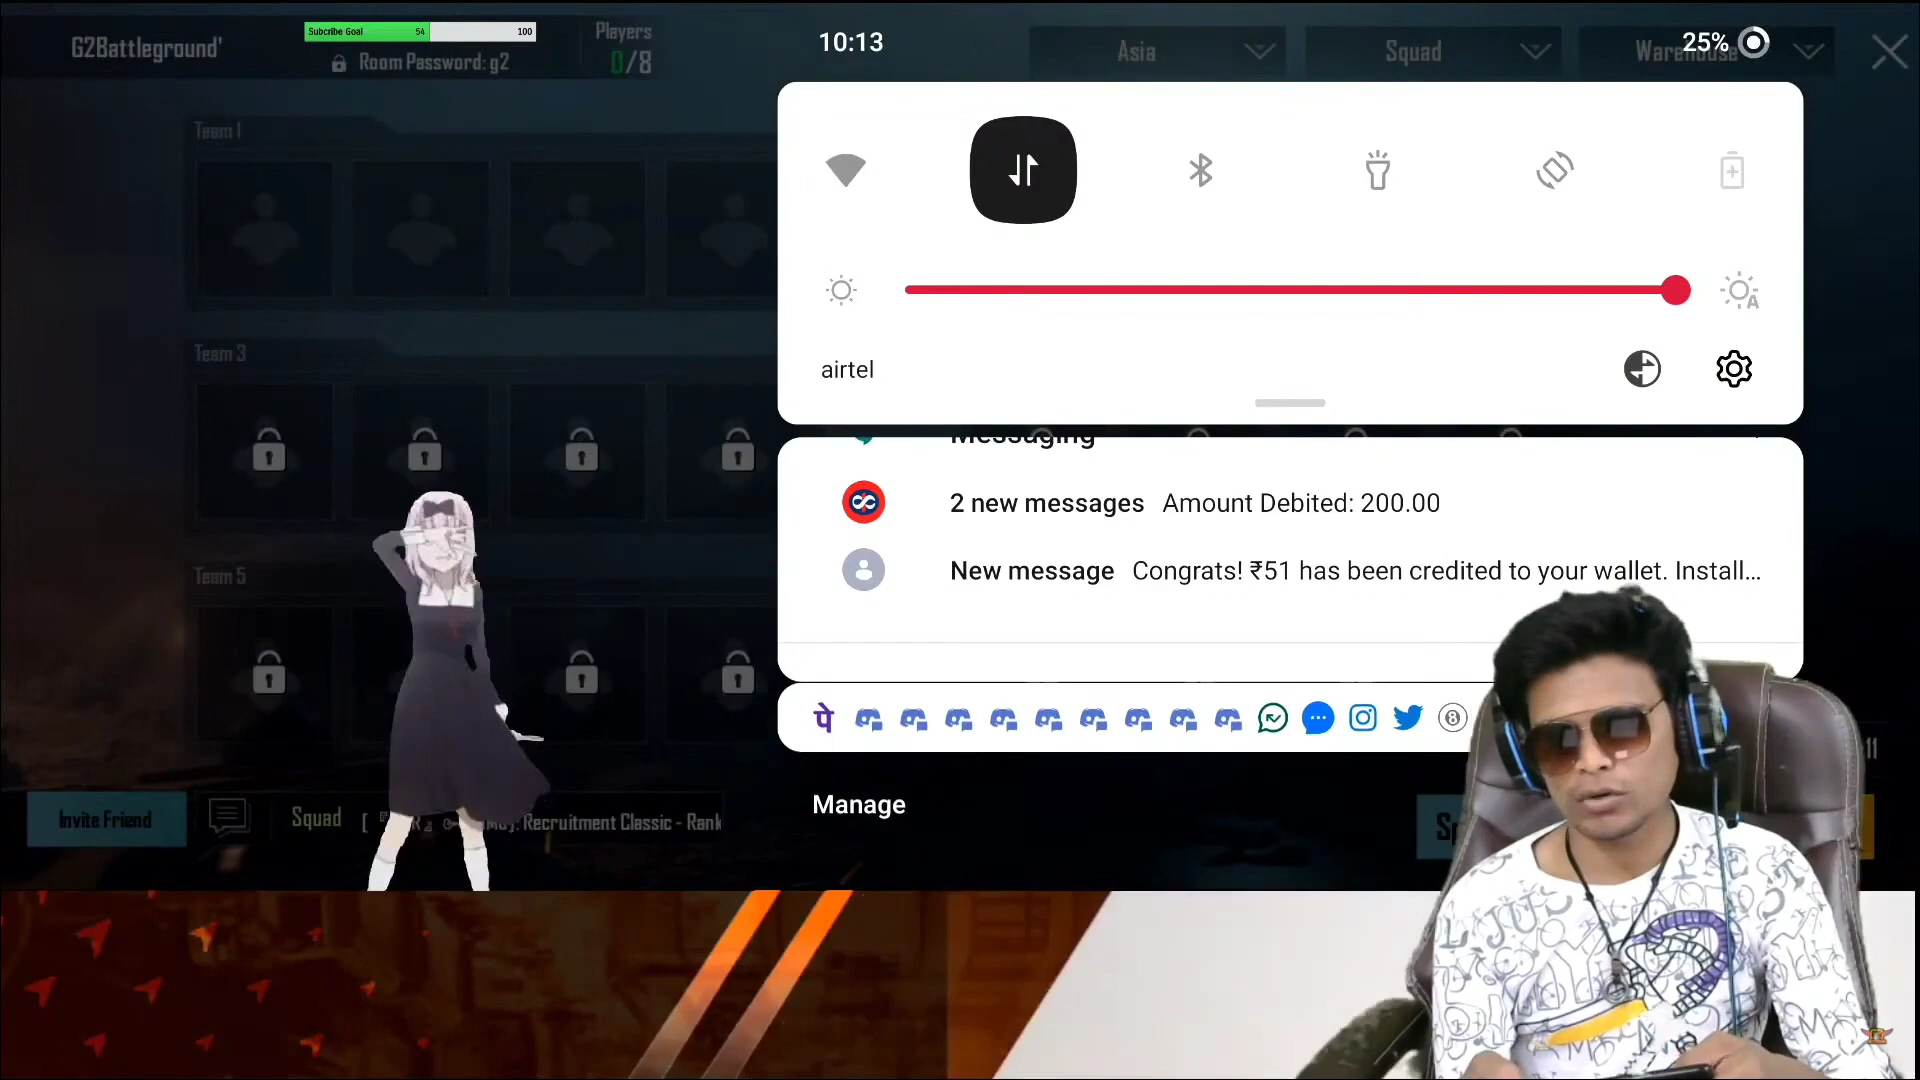 G2Battleground'
Subcribe Goal 54 100
Room Password: g2
Players
0/8
10:13
Asia
Squad
Warehouse
25%
Team 1
airtel
Team 3
Messaging
2 new messages Amount Debited: 200.00
New message Congrats! ₹51 has been credited to your wallet. Install...
Team 5
पे
Manage
Invite Friend
Squad
Recruitment Classic - Rank